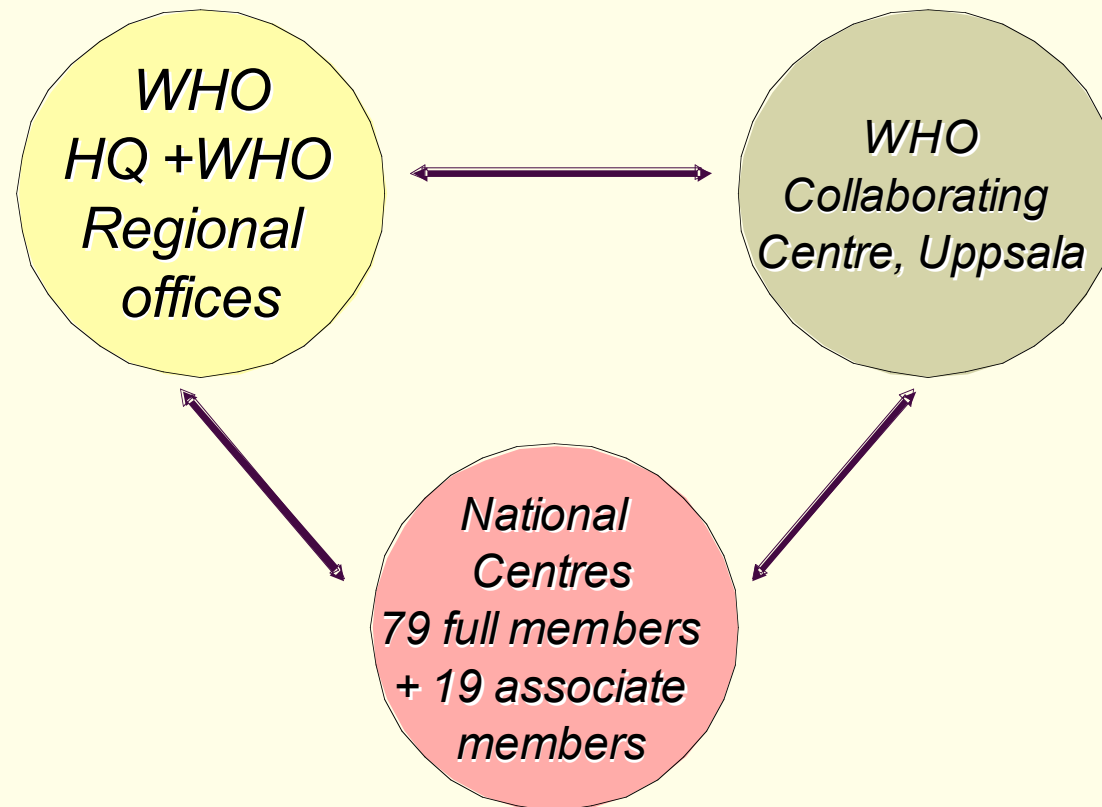 WHO
HQ +WHO
Regional
offices
WHO
Collaborating
Centre, Uppsala
National
Centres
79 full members
+ 19 associate
members